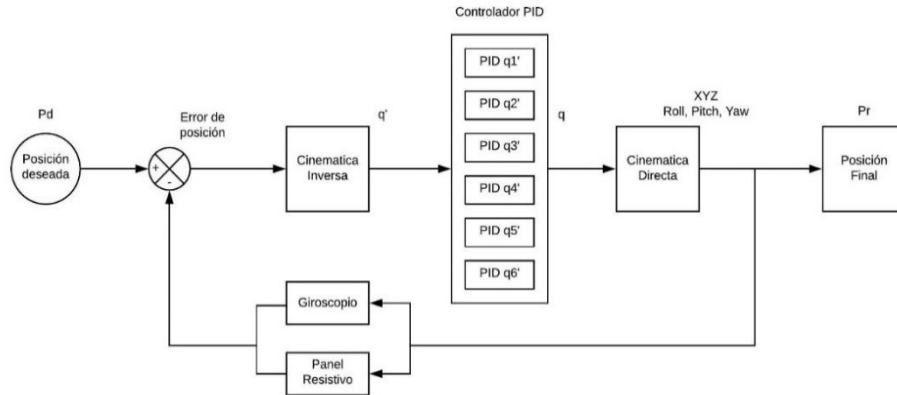 Controlador PID
PID q1'
PID q2'
PID q3'
PID q4'
PID q5'
PID q6'
Pd
Posición
deseada
+
-
Error de
posición
Cinematica
Inversa
q'
q
XYZ
Roll, Pitch, Yaw
Cinematica
Directa
Pr
Posición
Final
Giroscopio
Panel
Resistivo